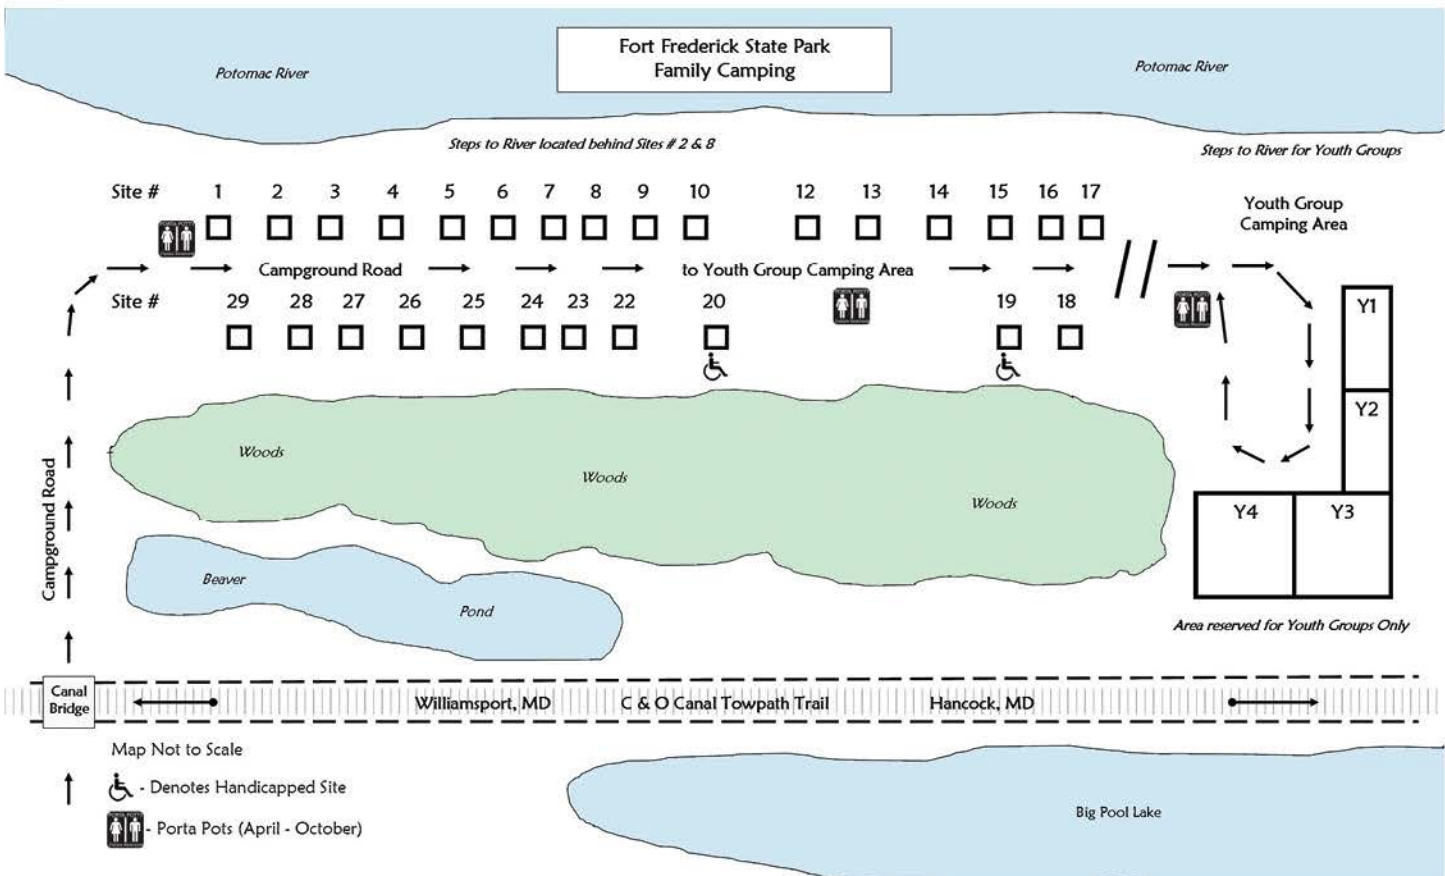 Fort Frederick State Park
Family Camping
Potomac River
Potomac River
Steps to River located behind Sites # 2 & 8
Steps to River for Youth Groups
Site # 1 2 3 4 5 6 7 8 9 10 12 13 14 15 16 17
Youth Group
Camping Area
Campground Road
to Youth Group Camping Area
Site # 29 28 27 26 25 24 23 22 20 19 18
Y1
Y2
Woods
Woods
Woods
Y4
Y3
Campground Road
Beaver
Pond
Area reserved for Youth Groups Only
Canal
Bridge
Williamsport, MD
C & O Canal Towpath Trail
Hancock, MD
Map Not to Scale
- Denotes Handicapped Site
- Porta Pots (April - October)
Big Pool Lake